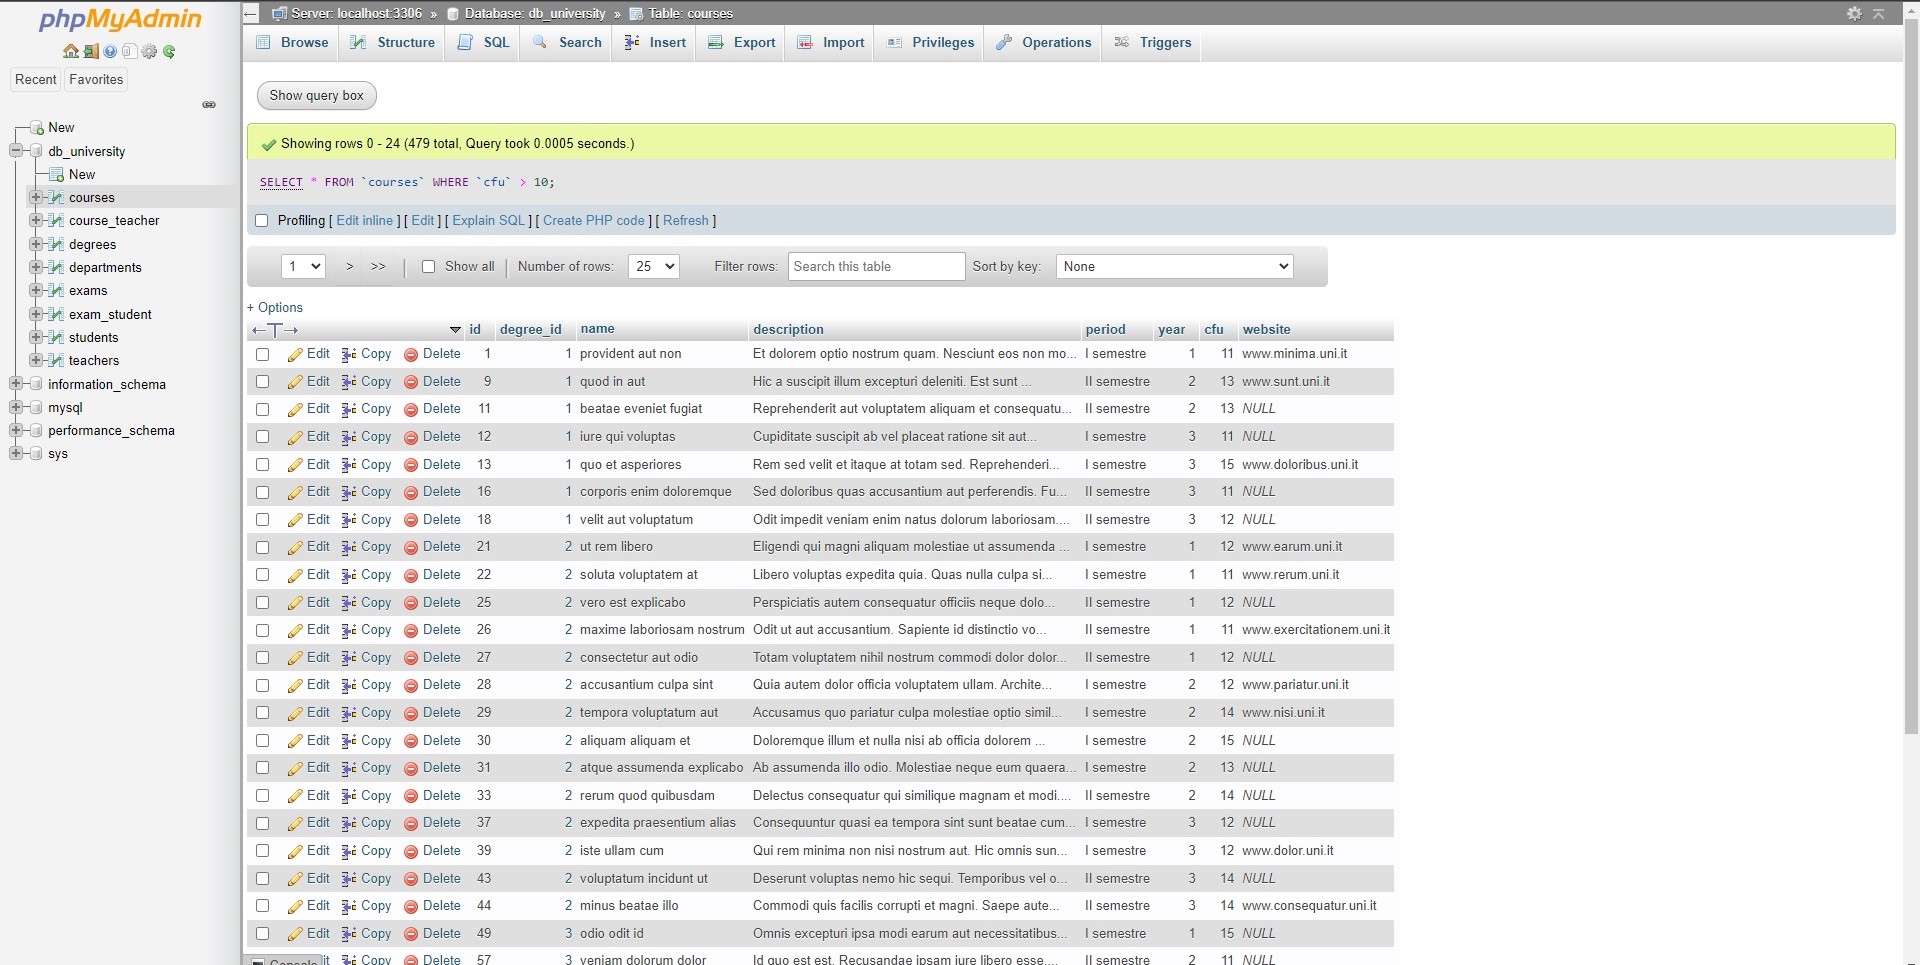 phpMyAdmin
Recent Favorites
New
db_university
New
courses
course_teacher
degrees
departments
exams
exam_student
students
teachers
information_schema
mysql
performance_schema
sys
Server: localhost:3306 » Database: db_university » Table: courses
Browse Structure SQL Search Insert Export Import Privileges Operations Triggers
Show query box
Showing rows 0 - 24 (479 total, Query took 0.0005 seconds.)
SELECT * FROM `courses` WHERE `cfu` > 10;
Profiling [ Edit inline ] [ Edit ] [ Explain SQL ] [ Create PHP code ] [ Refresh ]
1 > >> | Show all | Number of rows: 25 Filter rows: Search this table Sort by key: None
+ Options
←T→ id degree_id name description period year cfu website
Edit Copy Delete 1 1 provident aut non Et dolorem optio nostrum quam. Nesciunt eos non mo... I semestre 1 11 www.minima.uni.it
Edit Copy Delete 9 1 quod in aut Hic a suscipit illum excepturi deleniti. Est sunt ... II semestre 2 13 www.sunt.uni.it
Edit Copy Delete 11 1 beatae eveniet fugiat Reprehenderit aut voluptatem aliquam et consequatu... II semestre 2 13 NULL
Edit Copy Delete 12 1 iure qui voluptas Cupiditate suscipit ab vel placeat ratione sit aut... I semestre 3 11 NULL
Edit Copy Delete 13 1 quo et asperiores Rem sed velit et itaque at totam sed. Reprehenderi... I semestre 3 15 www.doloribus.uni.it
Edit Copy Delete 16 1 corporis enim doloremque Sed doloribus quas accusantium aut perferendis. Fu... II semestre 3 11 NULL
Edit Copy Delete 18 1 velit aut voluptatum Odit impedit veniam enim natus dolorum laboriosam.... II semestre 3 12 NULL
Edit Copy Delete 21 2 ut rem libero Eligendi qui magni aliquam molestiae ut assumenda ... I semestre 1 12 www.earum.uni.it
Edit Copy Delete 22 2 soluta voluptatem at Libero voluptas expedita quia. Quas nulla culpa si... I semestre 1 11 www.rerum.uni.it
Edit Copy Delete 25 2 vero est explicabo Perspiciatis autem consequatur officiis neque dolo... II semestre 1 12 NULL
Edit Copy Delete 26 2 maxime laboriosam nostrum Odit ut aut accusantium. Sapiente id distinctio vo... II semestre 1 11 www.exercitationem.uni.it
Edit Copy Delete 27 2 consectetur aut odio Totam voluptatem nihil nostrum commodi dolor dolor... II semestre 1 12 NULL
Edit Copy Delete 28 2 accusantium culpa sint Quia autem dolor officia voluptatem ullam. Archite... I semestre 2 12 www.pariatur.uni.it
Edit Copy Delete 29 2 tempora voluptatum aut Accusamus quo pariatur culpa molestiae optio simil... I semestre 2 14 www.nisi.uni.it
Edit Copy Delete 30 2 aliquam aliquam et Doloremque illum et nulla nisi ab officia dolorem ... I semestre 2 15 NULL
Edit Copy Delete 31 2 atque assumenda explicabo Ab assumenda illo odio. Molestiae neque eum quaera... I semestre 2 13 NULL
Edit Copy Delete 33 2 rerum quod quibusdam Delectus consequatur qui similique magnam et modi.... II semestre 2 14 NULL
Edit Copy Delete 37 2 expedita praesentium alias Consequuntur quasi ea tempora sint sunt beatae cum... I semestre 3 12 NULL
Edit Copy Delete 39 2 iste ullam cum Qui rem minima non nisi nostrum aut. Hic omnis sun... I semestre 3 12 www.dolor.uni.it
Edit Copy Delete 43 2 voluptatum incidunt ut Deserunt voluptas nemo hic sequi. Temporibus vel o... II semestre 3 14 NULL
Edit Copy Delete 44 2 minus beatae illo Commodi quis facilis corrupti et magni. Saepe aute... II semestre 3 14 www.consequatur.uni.it
Edit Copy Delete 49 3 odio odit id Omnis excepturi ipsa modi earum aut necessitatibus... I semestre 1 15 NULL
Console Copy Delete 57 3 veniam dolorum dolor Id quo est est. Recusandae ipsam iure libero esse.... I semestre 2 11 NULL